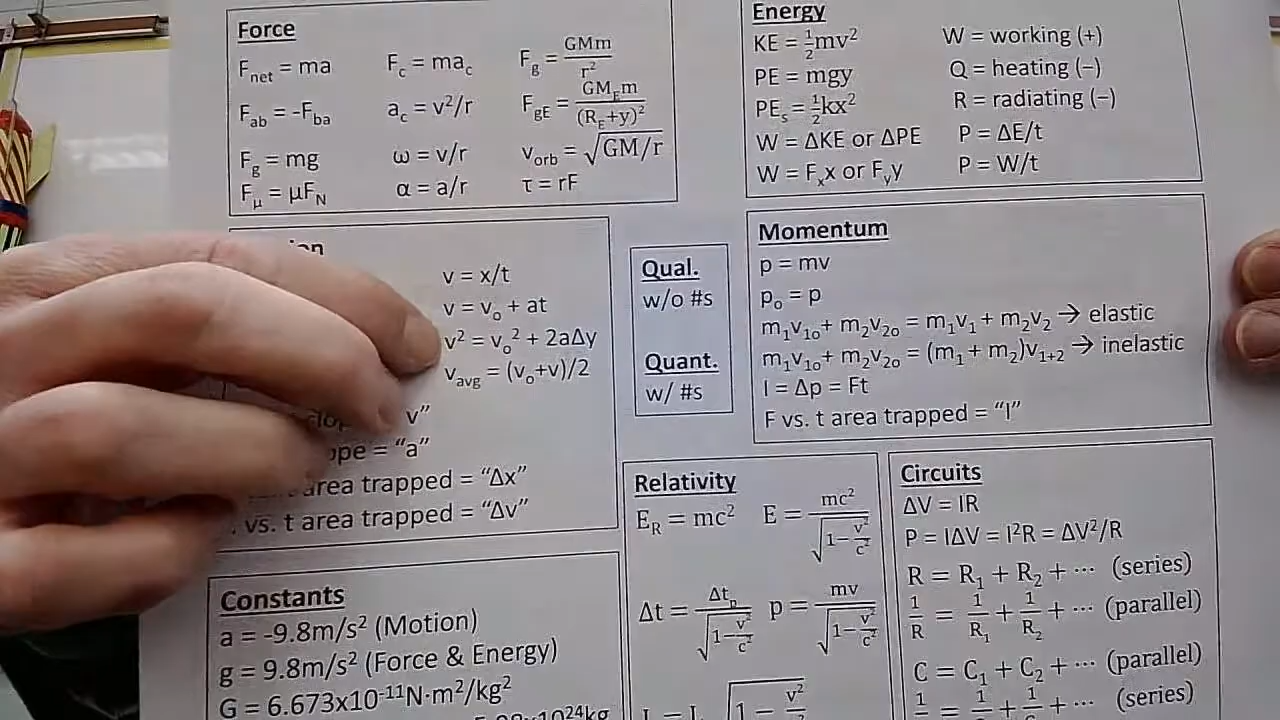 Force
F_net = ma
F_c = ma_c
F_g = GMm/r²
F_ab = -F_ba
a_c = v²/r
F_gE = GM_Em/(R_E+y)²
F_g = mg
ω = v/r
v_orb = √GM/r
F_μ = μF_N
α = a/r
τ = rF
Energy
KE = ½mv²
W = working (+)
PE = mgy
Q = heating (–)
PE_s = ½kx²
R = radiating (–)
W = ΔKE or ΔPE
P = ΔE/t
W = F_xx or F_yy
P = W/t
v = x/t
v = v_o + at
v² = v_o² + 2aΔy
v_avg = (v_o+v)/2
v”
= “a”
area trapped = “Δx”
vs. t area trapped = “Δv”
Qual.
w/o #s
Quant.
w/ #s
Momentum
p = mv
p_o = p
m₁v₁ₒ+ m₂v₂ₒ = m₁v₁ + m₂v₂ → elastic
m₁v₁ₒ+ m₂v₂ₒ = (m₁ + m₂)v₁₊₂ → inelastic
I = Δp = Ft
F vs. t area trapped = “I”
Constants
a = -9.8m/s² (Motion)
g = 9.8m/s² (Force & Energy)
G = 6.673x10⁻¹¹N·m²/kg²
Relativity
E_R = mc²
E = mc²/√1−v²/c²
Δt = Δt_p/√1−v²/c²
p = mv/√1−v²/c²
√1 − v²
Circuits
ΔV = IR
P = IΔV = I²R = ΔV²/R
R = R₁ + R₂ + ⋯ (series)
1/R = 1/R₁ + 1/R₂ + ⋯ (parallel)
C = C₁ + C₂ + ⋯ (parallel)
= 1 + 1 + ⋯ (series)